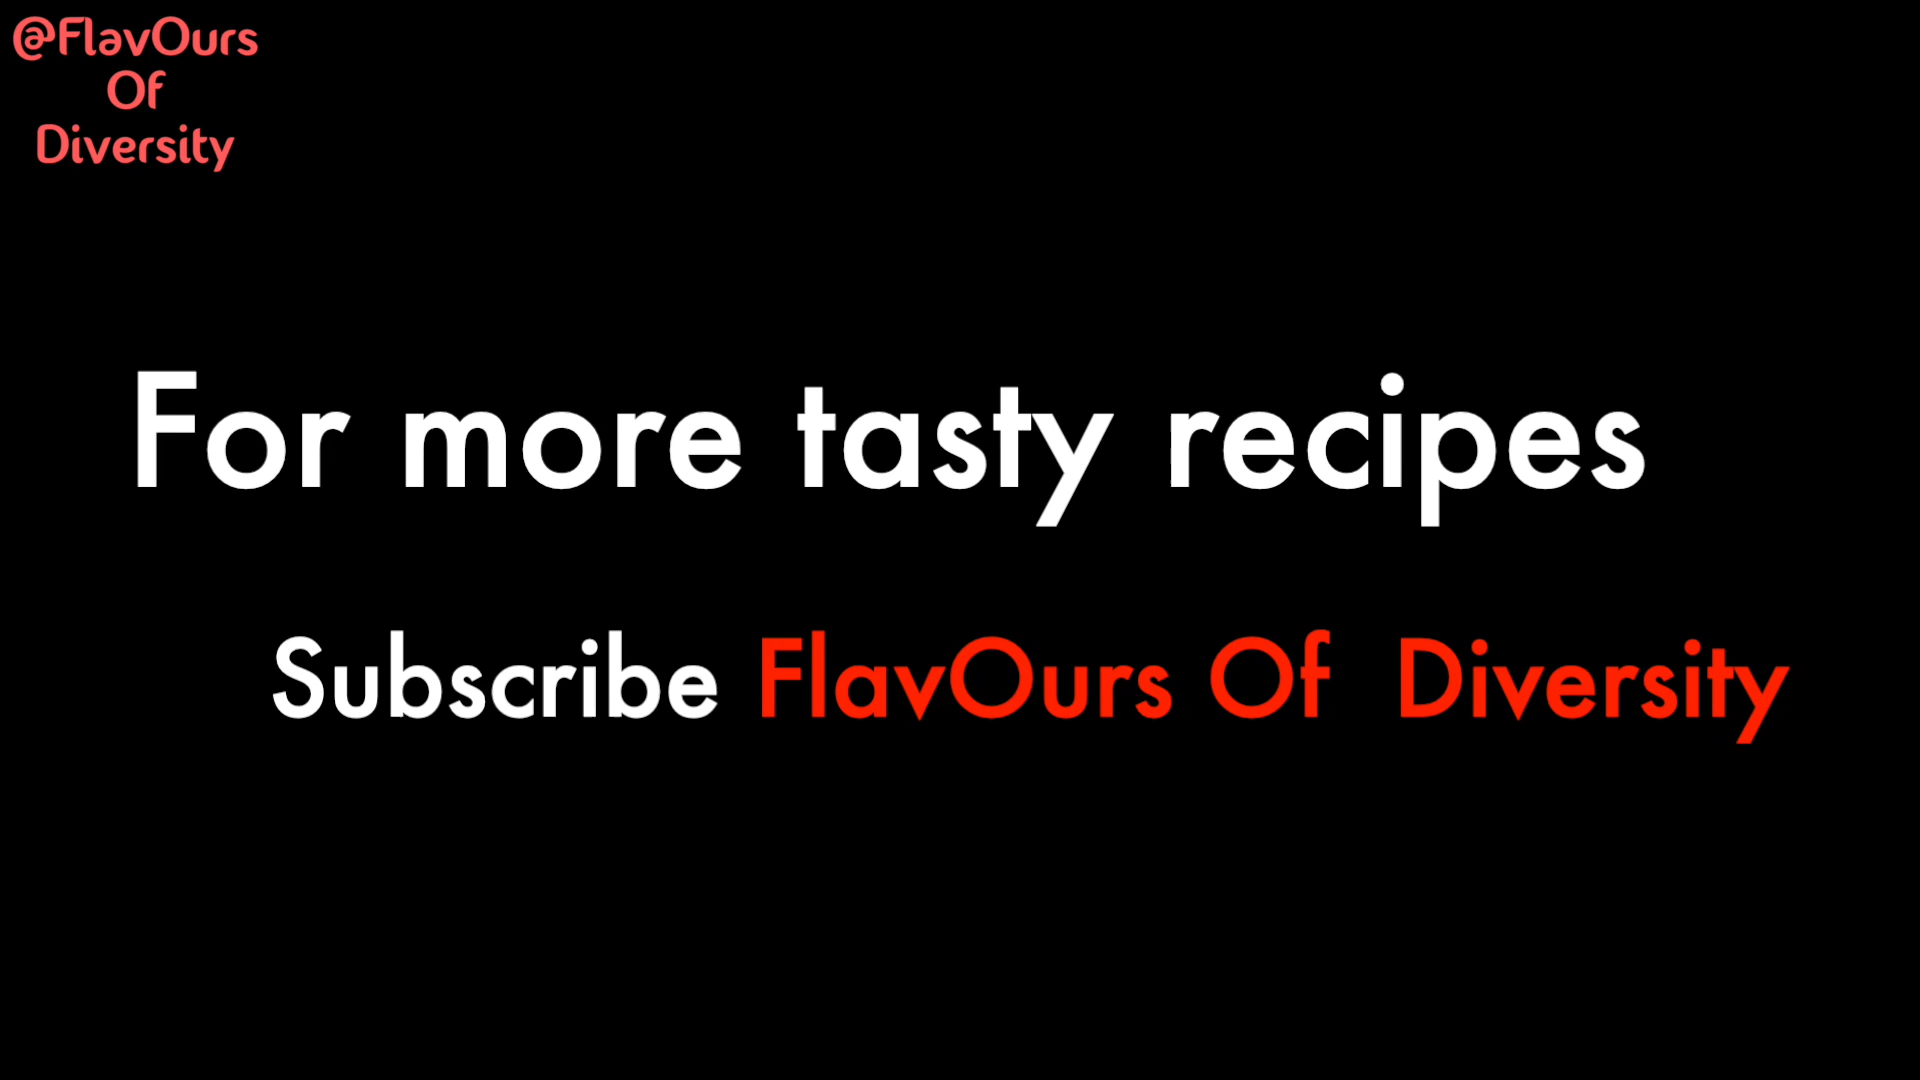 @FlavOurs
Of
Diversity
For more tasty recipes
Subscribe FlavOurs Of Diversity